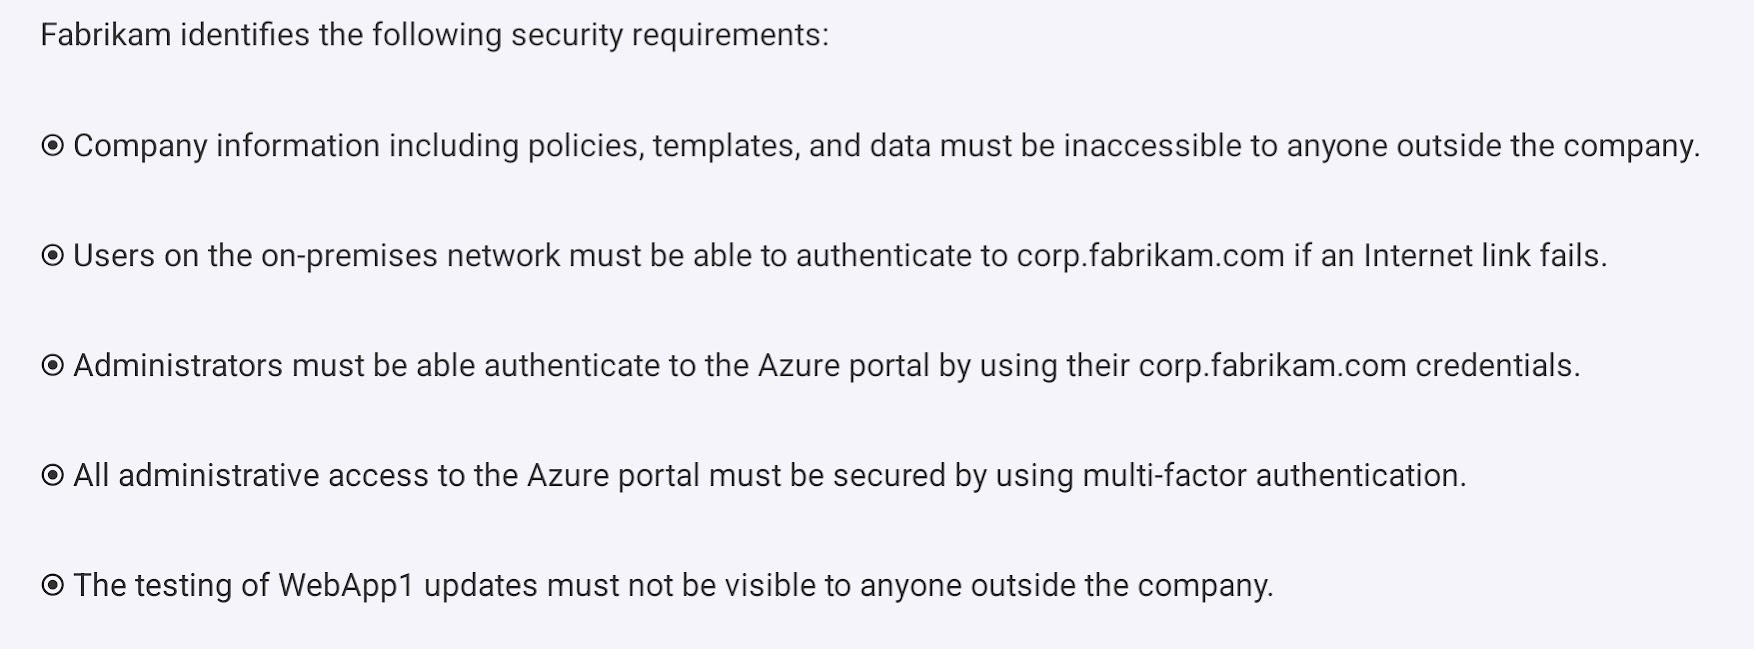 Fabrikam identifies the following security requirements:
⦿ Company information including policies, templates, and data must be inaccessible to anyone outside the company.
⦿ Users on the on-premises network must be able to authenticate to corp.fabrikam.com if an Internet link fails.
⦿ Administrators must be able authenticate to the Azure portal by using their corp.fabrikam.com credentials.
⦿ All administrative access to the Azure portal must be secured by using multi-factor authentication.
⦿ The testing of WebApp1 updates must not be visible to anyone outside the company.